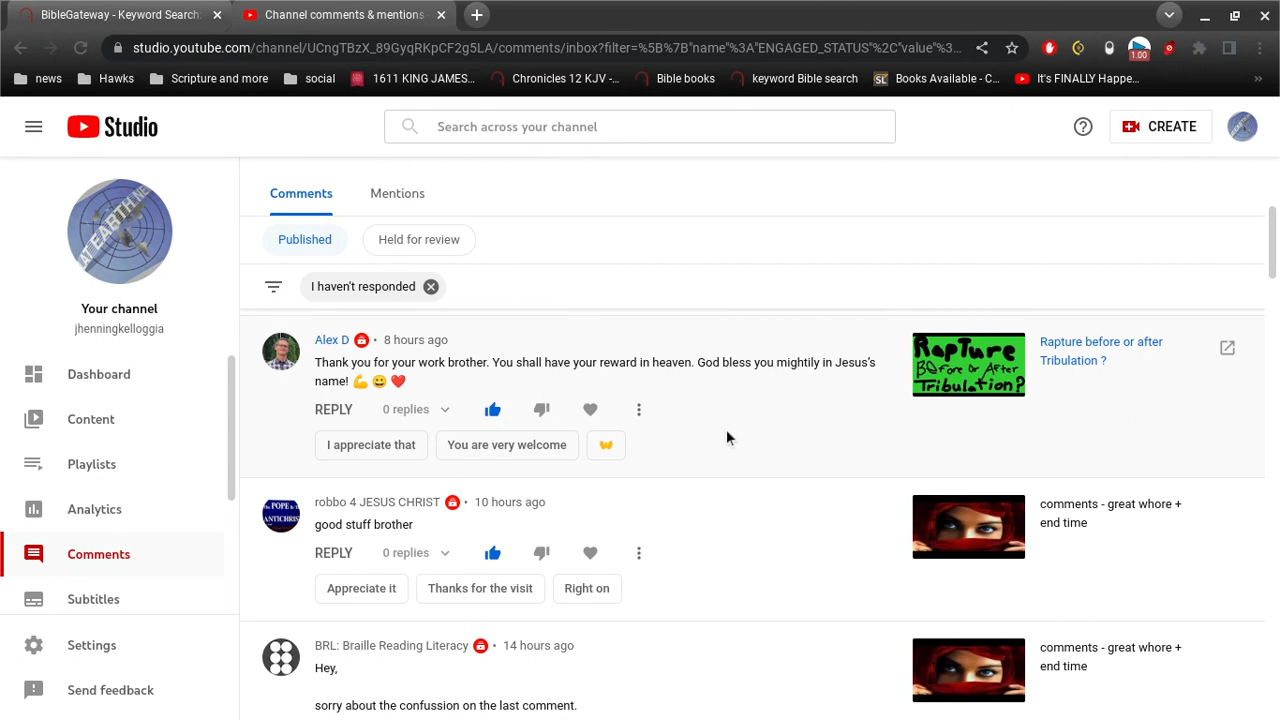 BibleGateway - Keyword Search:
Channel comments & mentions
studio.youtube.com/channel/UCngTBzX_89GyqRKpCF2g5LA/comments/inbox?filter=%5B%7B"name"%3A"ENGAGED_STATUS"%2C"value"%3...
1.00
news
Hawks
Scripture and more
social
1611 KING JAMES...
Chronicles 12 KJV -...
Bible books
keyword Bible search
Books Available - C...
It's FINALLY Happe...
»
Studio
Search across your channel
CREATE
AT EARTH.NE
Your channel
jhenningkelloggia
Dashboard
Content
Playlists
Analytics
Comments
Subtitles
Settings
Send feedback
Comments
Mentions
Published
Held for review
I haven't responded
Alex D • 8 hours ago
Thank you for your work brother. You shall have your reward in heaven. God bless you mightily in Jesus's
name! 💪 😀 ❤️
REPLY
0 replies
I appreciate that
You are very welcome
👐
RapTure
BEfore or AfTer
Tribulation?
Rapture before or after
Tribulation ?
robbo 4 JESUS CHRIST • 10 hours ago
good stuff brother
REPLY
0 replies
Appreciate it
Thanks for the visit
Right on
POPE
ANTICHRIST
comments - great whore +
end time
BRL: Braille Reading Literacy • 14 hours ago
Hey,
sorry about the confussion on the last comment.
comments - great whore +
end time